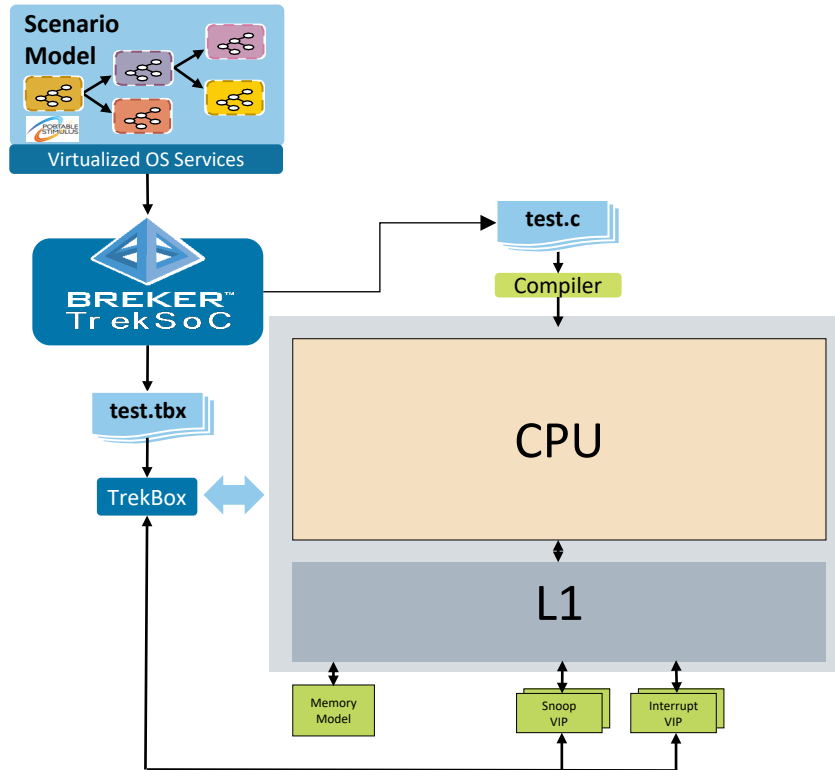 Scenario
Model
PORTABLE
STIMULUS
Virtualized OS Services
BREKER™
TrekSoC
test.c
Compiler
test.tbx
TrekBox
CPU
L1
Memory
Model
Snoop
VIP
Interrupt
VIP